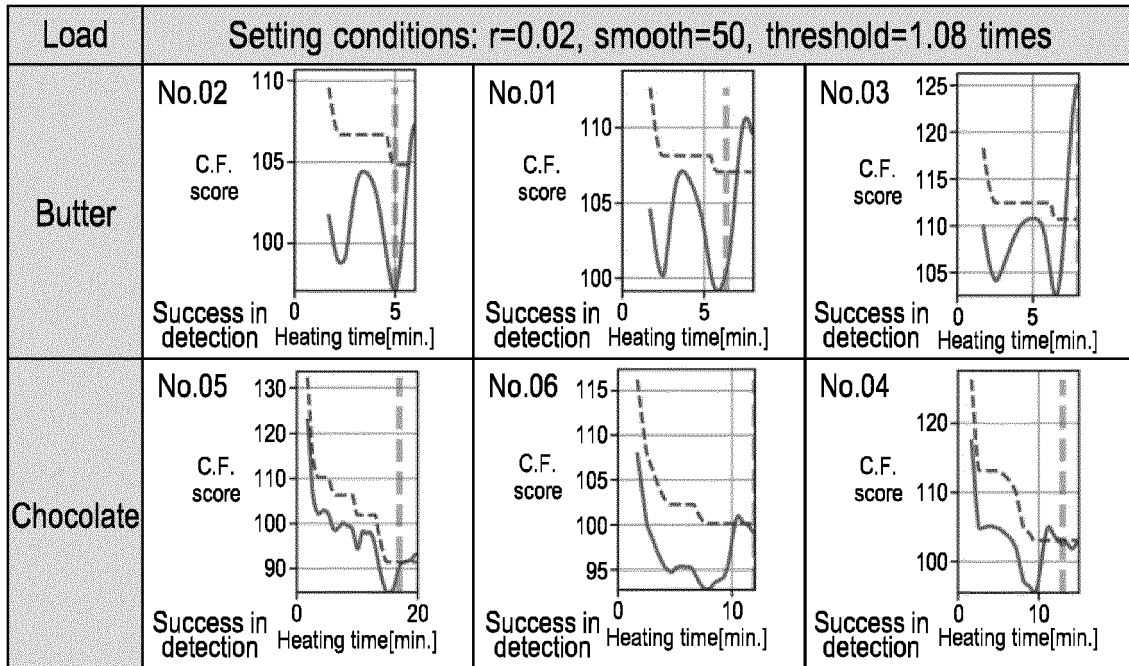 Load
Setting conditions: r=0.02, smooth=50, threshold=1.08 times
Butter
No.02
C.F.
score
110
105
100
0
5
Success in
detection
Heating time[min.]
No.01
C.F.
score
110
105
100
0
5
Success in
detection
Heating time[min.]
No.03
C.F.
score
125
120
115
110
105
0
5
Success in
detection
Heating time[min.]
Chocolate
No.05
C.F.
score
130
120
110
100
90
0
20
Success in
detection
Heating time[min.]
No.06
C.F.
score
115
110
105
100
95
0
10
Success in
detection
Heating time[min.]
No.04
C.F.
score
120
110
100
0
10
Success in
detection
Heating time[min.]